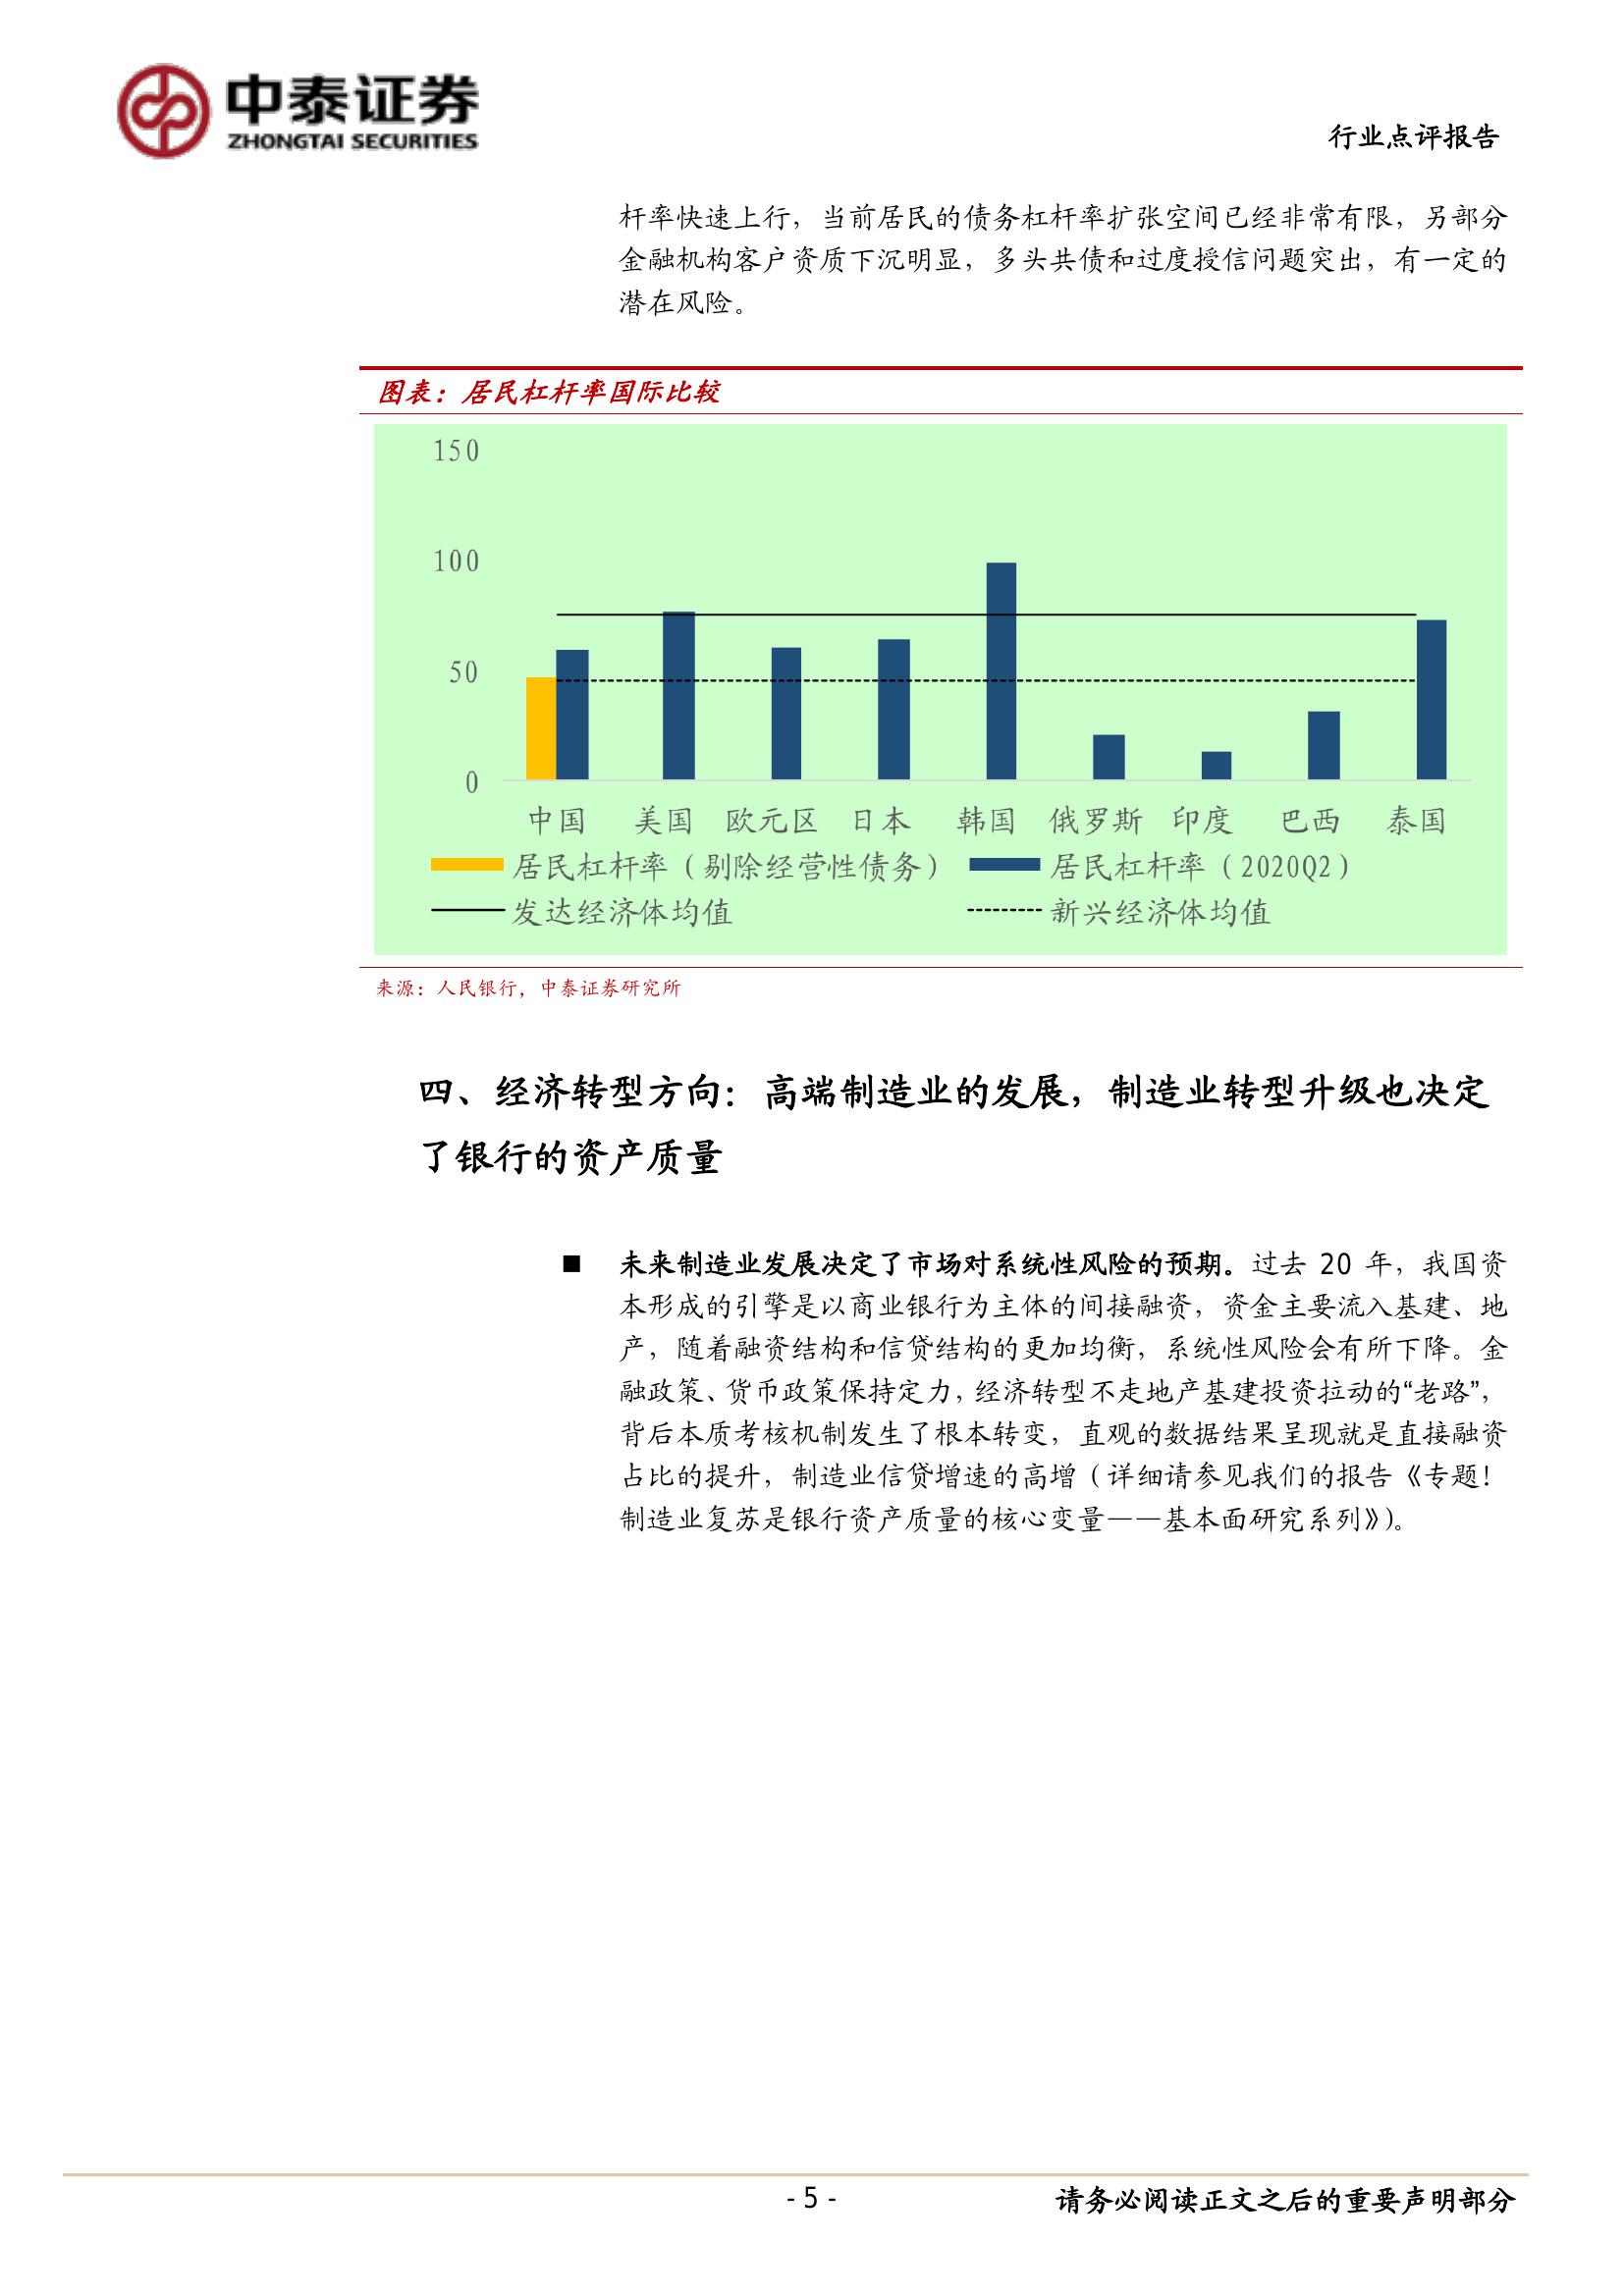 中泰证券
ZHONGTAI SECURITIES
行业点评报告
杆率快速上行，当前居民的债务杠杆率扩张空间已经非常有限，另部分
金融机构客户资质下沉明显，多头共债和过度授信问题突出，有一定的
潜在风险。
图表：居民杠杆率国际比较
150
100
50
0
中国 美国 欧元区 日本 韩国 俄罗斯 印度 巴西 泰国
居民杠杆率（剔除经营性债务） 居民杠杆率（2020Q2）
发达经济体均值 新兴经济体均值
来源：人民银行，中泰证券研究所
四、经济转型方向：高端制造业的发展，制造业转型升级也决定
了银行的资产质量
■ 未来制造业发展决定了市场对系统性风险的预期。过去 20 年，我国资
本形成的引擎是以商业银行为主体的间接融资，资金主要流入基建、地
产，随着融资结构和信贷结构的更加均衡，系统性风险会有所下降。金
融政策、货币政策保持定力，经济转型不走地产基建投资拉动的“老路”，
背后本质考核机制发生了根本转变，直观的数据结果呈现就是直接融资
占比的提升，制造业信贷增速的高增（详细请参见我们的报告《专题！
制造业复苏是银行资产质量的核心变量——基本面研究系列》)。
- 5 -
请务必阅读正文之后的重要声明部分